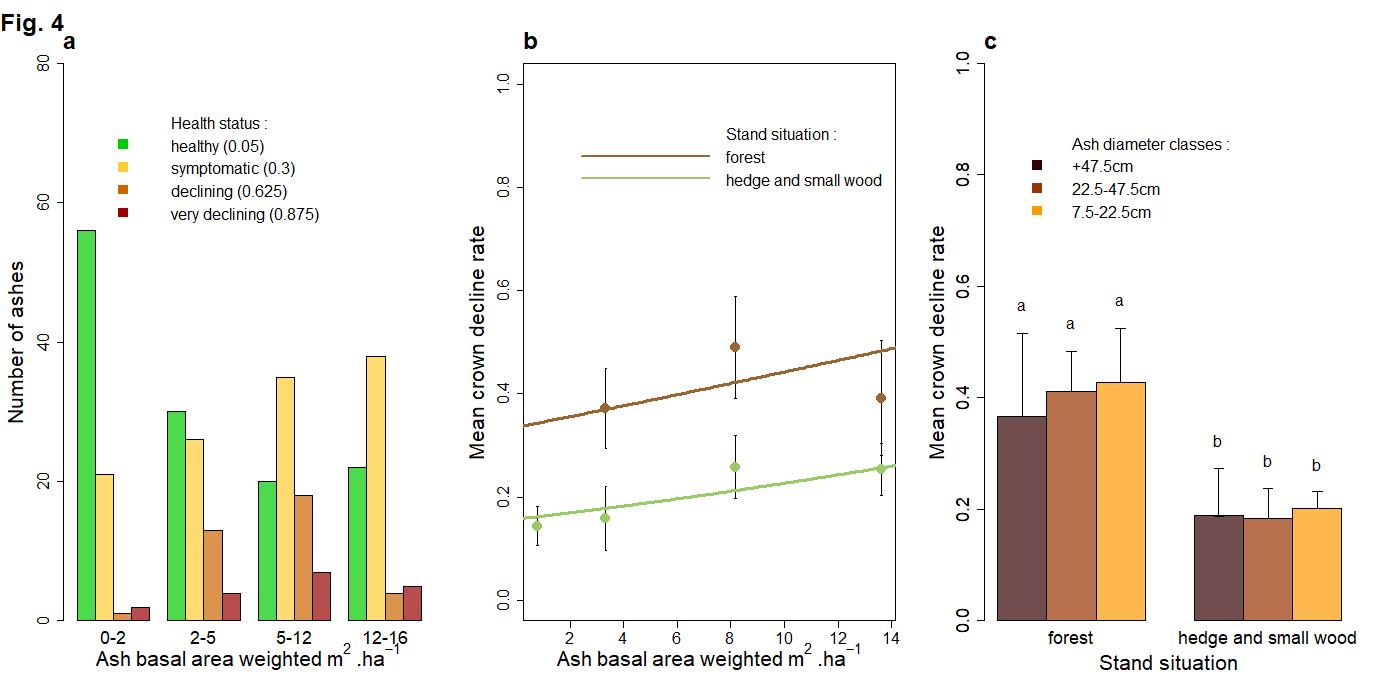 Fig. 4
a
Number of ashes
80
60
40
20
0
Health status :
healthy (0.05)
symptomatic (0.3)
declining (0.625)
very declining (0.875)
0-2 2-5 5-12 12-16
Ash basal area weighted m² .ha⁻¹
b
Mean crown decline rate
1.0
0.8
0.6
0.4
0.2
0.0
Stand situation :
forest
hedge and small wood
2 4 6 8 10 12 14
Ash basal area weighted m² .ha⁻¹
c
Mean crown decline rate
1.0
0.8
0.6
0.4
0.2
0.0
Ash diameter classes :
+47.5cm
22.5-47.5cm
7.5-22.5cm
a a a
b b b
forest hedge and small wood
Stand situation